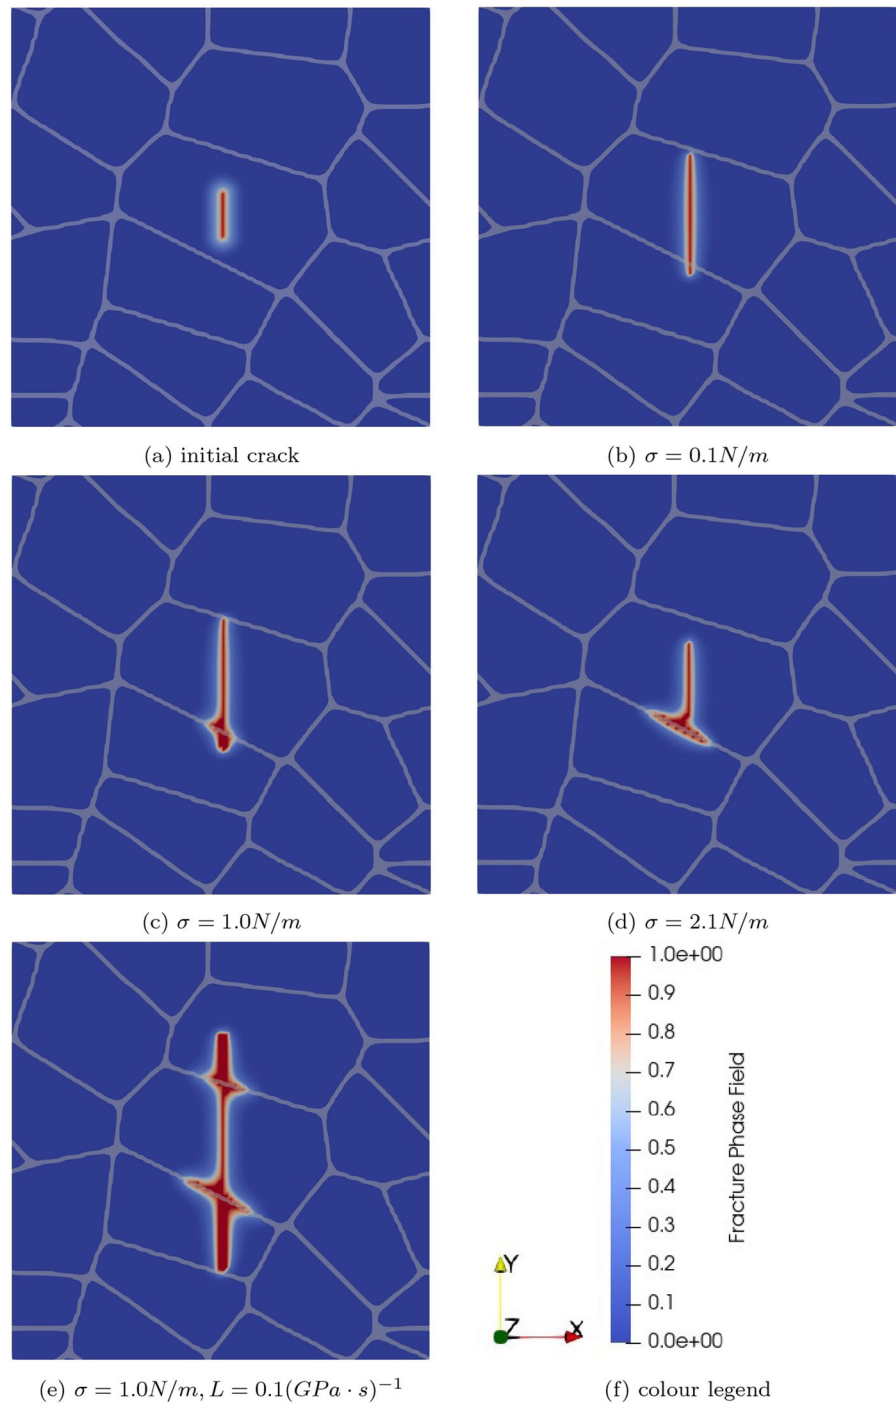 (a) initial crack
(b) σ = 0.1N/m
(c) σ = 1.0N/m
(d) σ = 2.1N/m
1.0e+00
0.9
0.8
0.7
0.6
0.5
0.4
0.3
0.2
0.1
0.0e+00
Fracture Phase Field
Y
Z
X
(e) σ = 1.0N/m, L = 0.1(GPa · s)⁻¹
(f) colour legend